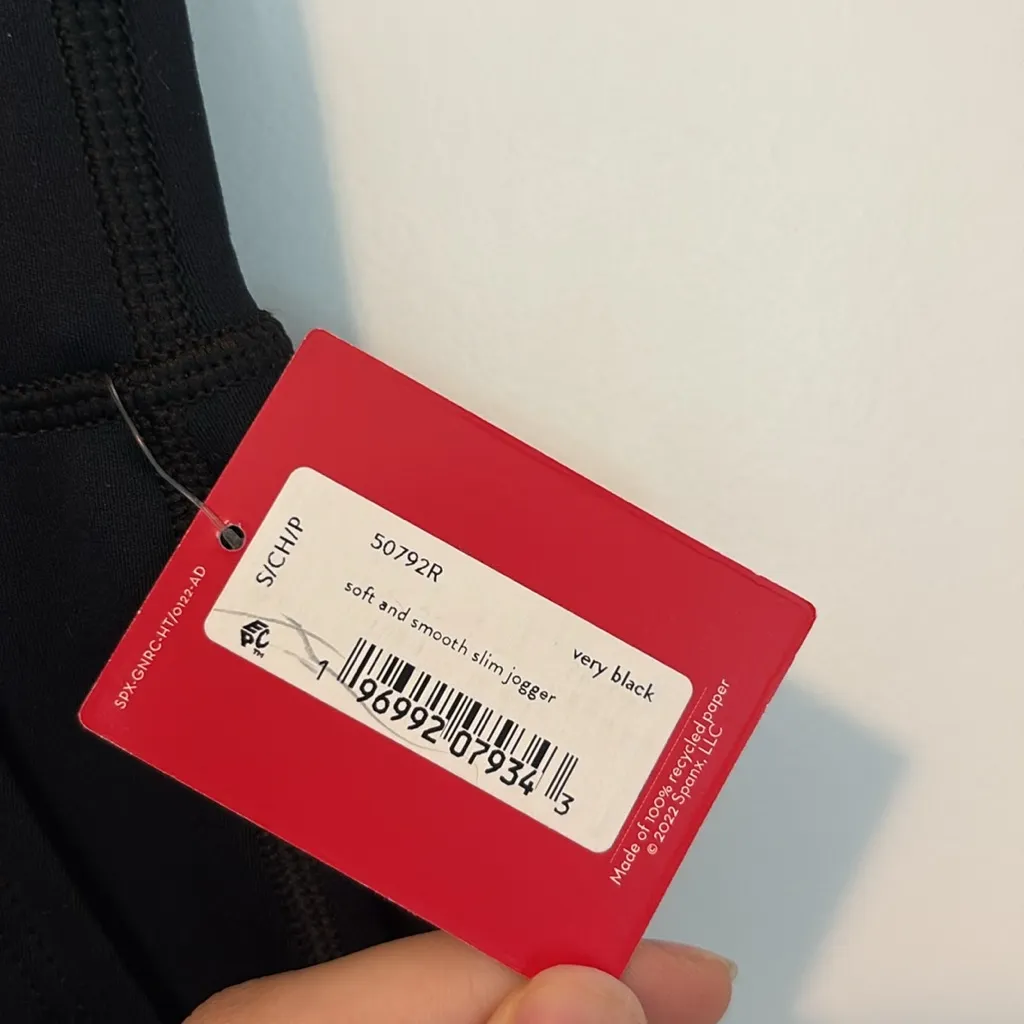 S/CH/P
50792R
soft and smooth slim jogger
very black
EPC™
1 96992 07934 3
SPX-GNRC-HT/0122-AD
Made of 100% recycled paper
© 2022 Spanx, LLC